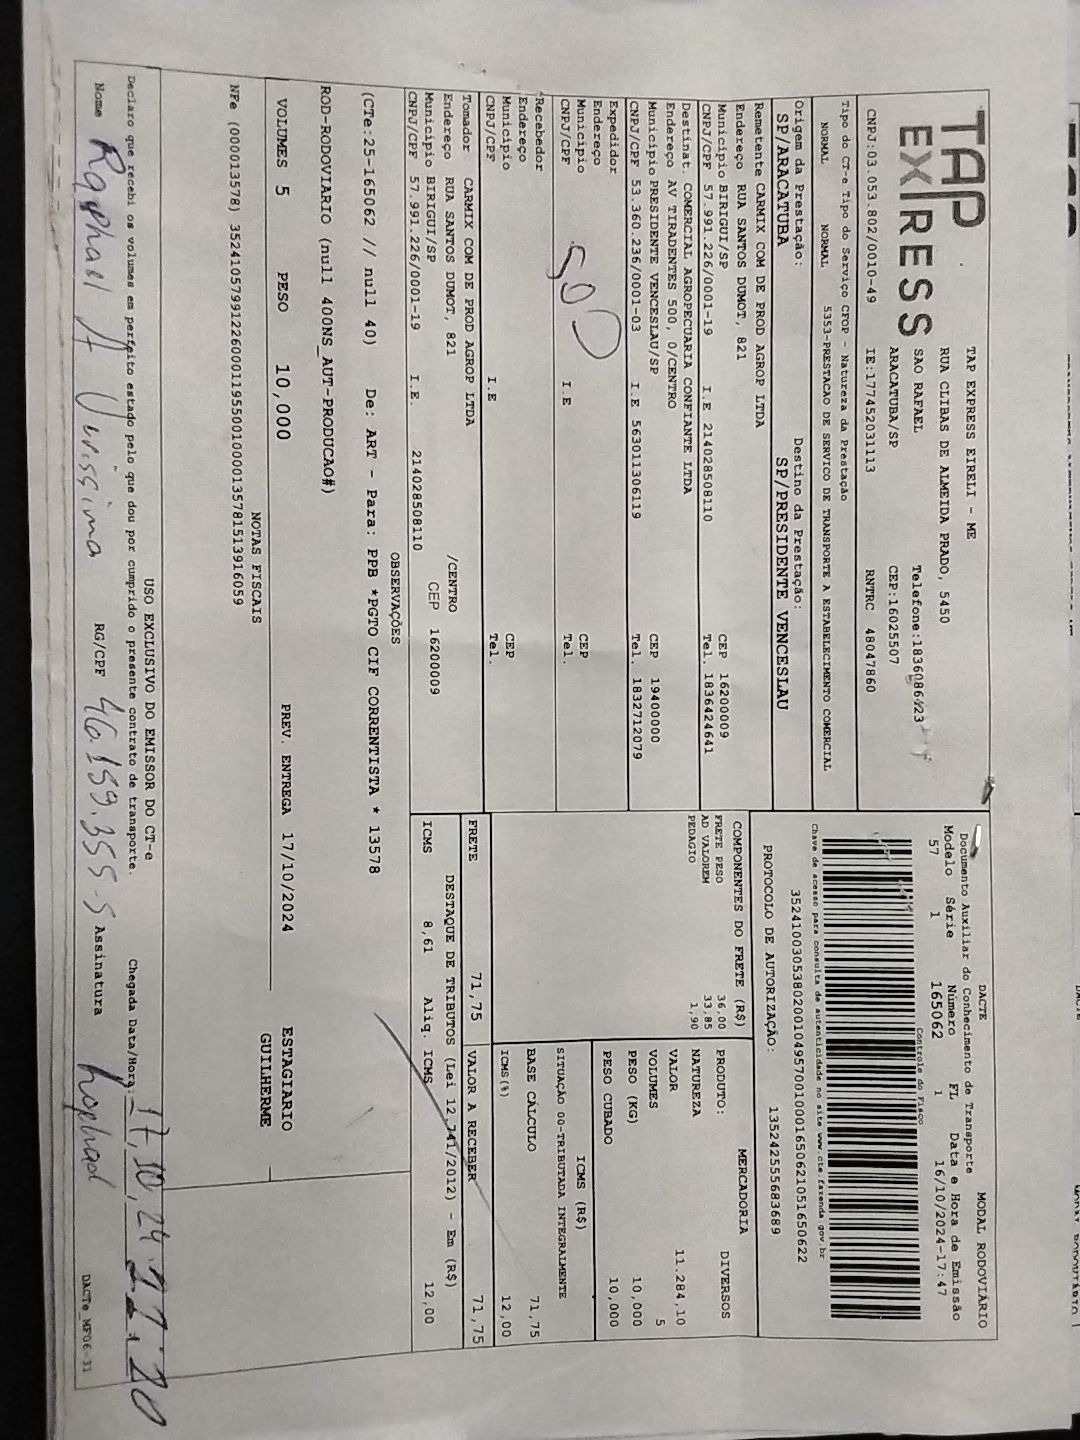 TAP
EXPRESS
TAP EXPRESS EIRELI - ME
RUA CLIBAS DE ALMEIDA PRADO, 5450
SAO RAFAEL Telefone:1836086423
ARACATUBA/SP CEP:16025507
CNPJ:03.053.802/0010-49 IE:177452031113 RNTRC 48047860
DACTE MODAL RODOVIÁRIO
Documento Auxiliar do Conhecimento de Transporte
Modelo Série Número FL Data e Hora de Emissão
57 1 165062 1 16/10/2024-17:47
Controle do Fisco
Chave de acesso para consulta de autenticidade no site www.cte.fazenda.gov.br
35241003053802001049570010001650621051650622
PROTOCOLO DE AUTORIZAÇÃO: 135242555683689
Tipo do CT-e Tipo do Serviço CFOP - Natureza da Prestação
NORMAL NORMAL 5353-PRESTACAO DE SERVICO DE TRANSPORTE A ESTABELECIMENTO COMERCIAL
Origem da Prestação: Destino da Prestação:
SP/ARACATUBA SP/PRESIDENTE VENCESLAU
Remetente CARMIX COM DE PROD AGROP LTDA
Endereço RUA SANTOS DUMOT, 821
Município BIRIGUI/SP CEP 16200009
CNPJ/CPF 57.991.226/0001-19 I.E 214028508110 Tel. 1836424641
Destinat. COMERCIAL AGROPECUARIA CONFIANTE LTDA
Endereço AV TIRADENTES 500, 0/CENTRO
Município PRESIDENTE VENCESLAU/SP CEP 19400000
CNPJ/CPF 53.360.236/0001-03 I.E 563011306119 Tel. 1832712079
Expedidor
Endereço
Município CEP
CNPJ/CPF I.E Tel.
Recebedor
Endereço
Município CEP
CNPJ/CPF I.E Tel.
Tomador CARMIX COM DE PROD AGROP LTDA
Endereço RUA SANTOS DUMOT, 821 /CENTRO
Município BIRIGUI/SP CEP 16200009
CNPJ/CPF 57.991.226/0001-19 I.E. 214028508110
COMPONENTES DO FRETE (R$)
FRETE PESO 36,00
AD VALOREM 33,85
PEDAGIO 1,90
MERCADORIA
PRODUTO: DIVERSOS
NATUREZA
VALOR 11.284,10
VOLUMES 5
PESO (KG) 10,000
PESO CUBADO 10,000
ICMS (R$)
SITUAÇÃO 00-TRIBUTADA INTEGRALMENTE
BASE CÁLCULO 71,75
ICMS(%) 12,00
FRETE 71,75 VALOR A RECEBER 71,75
DESTAQUE DE TRIBUTOS (Lei 12.741/2012) - Em (R$)
ICMS 8,61 Aliq. ICMS 12,00
OBSERVAÇÕES
(CTe:25-165062 // null 40) De: ART - Para: PPB *PGTO CIF CORRENTISTA * 13578
ROD-RODOVIARIO (null 400NS_AUT-PRODUCAO#)
VOLUMES 5 PESO 10,000 PREV. ENTREGA 17/10/2024 ESTAGIARIO
GUILHERME
NOTAS FISCAIS
NFe (000013578) 35241057991226000119550010000135781513916059
USO EXCLUSIVO DO EMISSOR DO CT-e
Declaro que recebi os volumes em perfeito estado pelo que dou por cumprido o presente contrato de transporte. Chegada Data/Hora: 17,10,24
Nome Raphael A Verissimo RG/CPF 46.159.355-5 Assinatura
DACTe_MF06-31